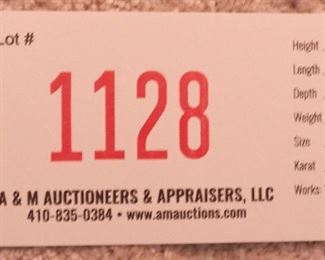 Lot #
1128
A & M AUCTIONEERS & APPRAISERS, LLC
410-835-0384 • www.amauctions.com
Height
Length
Depth
Weight
Size
Karat
Works: